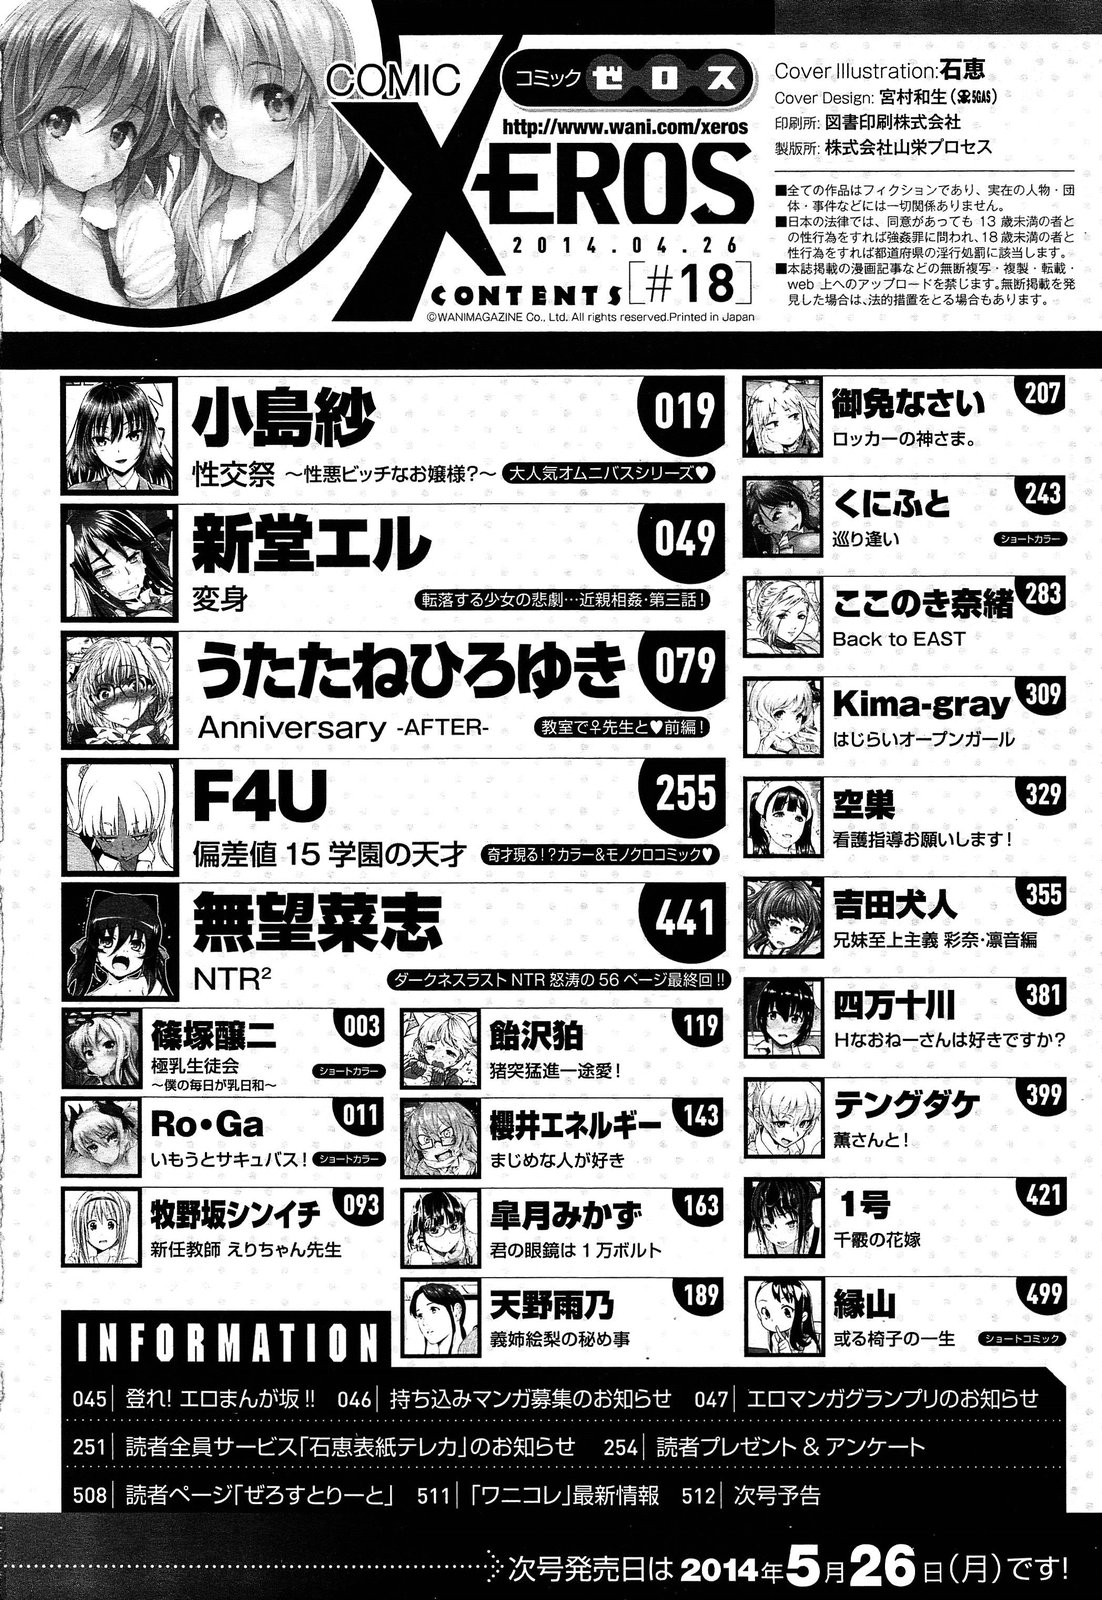 COMIC XEROS
コミック ゼロス
http://www.wani.com/xeros
2014.04.26
CONTENTS [#18]
©WANIMAGAZINE Co., Ltd. All rights reserved.Printed in Japan
Cover Illustration:石恵
Cover Design: 宮村和生(5GAS)
印刷所: 図書印刷株式会社
製版所: 株式会社山栄プロセス
■全ての作品はフィクションであり、実在の人物・団
体・事件などには一切関係ありません。
■日本の法律では、同意があっても 13 歳未満の者と
の性行為をすれば強姦罪に問われ、18 歳未満の者と
性行為をすれば都道府県の淫行処罰に該当します。
■本誌掲載の漫画記事などの無断複写・複製・転載・
web 上へのアップロードを禁じます。無断掲載を発
見した場合は、法的措置をとる場合もあります。
小島紗 019
性交祭 ～性悪ビッチなお嬢様?～ 大人気オムニバスシリーズ♥
新堂エル 049
変身 転落する少女の悲劇…近親相姦・第三話!
うたたねひろゆき 079
Anniversary -AFTER- 教室で♀先生と♥前編!
F4U 255
偏差値 15 学園の天才 奇才現る!?カラー&モノクロコミック♥
無望菜志 441
NTR² ダークネスラスト NTR 怒涛の 56 ページ最終回!!
篠塚醸二 003
極乳生徒会 ショートカラー
～僕の毎日が乳日和～
Ro・Ga 011
いもうとサキュバス! ショートカラー
牧野坂シンイチ 093
新任教師 えりちゃん先生
飴沢狛 119
猪突猛進一途愛!
櫻井エネルギー 143
まじめな人が好き
皐月みかず 163
君の眼鏡は 1 万ボルト
天野雨乃 189
義姉絵梨の秘め事
御免なさい 207
ロッカーの神さま。
くにふと 243
巡り逢い ショートカラー
ここのき奈緒 283
Back to EAST
Kima-gray 309
はじらいオープンガール
空巣 329
看護指導お願いします!
吉田犬人 355
兄妹至上主義 彩奈・凛音編
四万十川 381
Hなおねーさんは好きですか?
テングダケ 399
薫さんと!
1号 421
千霰の花嫁
緑山 499
或る椅子の一生 ショートコミック
INFORMATION
045 登れ! エロまんが坂!! 046 持ち込みマンガ募集のお知らせ 047 エロマンガグランプリのお知らせ
251 読者全員サービス「石恵表紙テレカ」のお知らせ 254 読者プレゼント & アンケート
508 読者ページ「ぜろすとりーと」 511 「ワニコレ」最新情報 512 次号予告
次号発売日は 2014年5月26日(月)です!